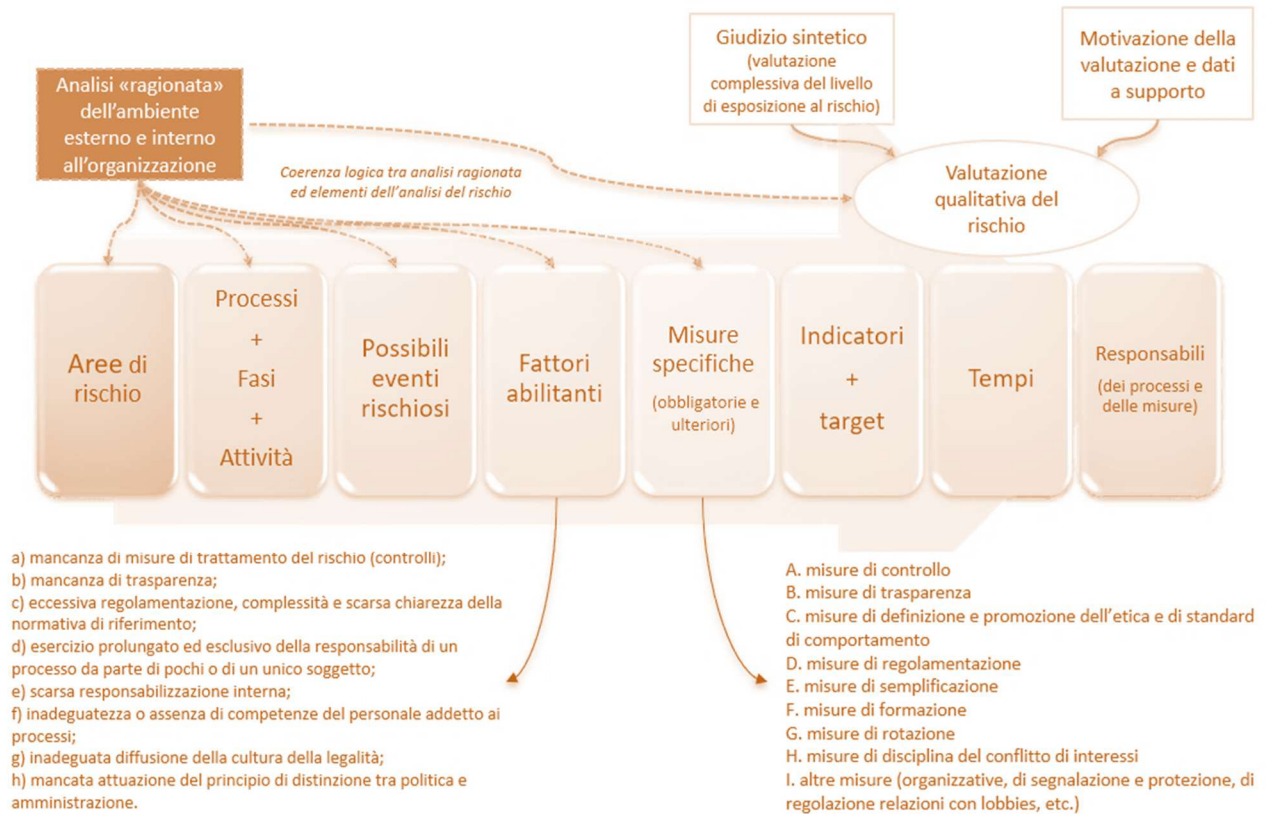 Analisi «ragionata»
dell'ambiente
esterno e interno
all'organizzazione
Giudizio sintetico
(valutazione
complessiva del livello
di esposizione al rischio)
Motivazione della
valutazione e dati
a supporto
Coerenza logica tra analisi ragionata
ed elementi dell'analisi del rischio
Valutazione
qualitativa del
rischio
Aree di
rischio
Processi
+
Fasi
+
Attività
Possibili
eventi
rischiosi
Fattori
abilitanti
Misure
specifiche
(obbligatorie e
ulteriori)
Indicatori
+
target
Tempi
Responsabili
(dei processi e
delle misure)
a) mancanza di misure di trattamento del rischio (controlli);
b) mancanza di trasparenza;
c) eccessiva regolamentazione, complessità e scarsa chiarezza della
normativa di riferimento;
d) esercizio prolungato ed esclusivo della responsabilità di un
processo da parte di pochi o di un unico soggetto;
e) scarsa responsabilizzazione interna;
f) inadeguatezza o assenza di competenze del personale addetto ai
processi;
g) inadeguata diffusione della cultura della legalità;
h) mancata attuazione del principio di distinzione tra politica e
amministrazione.
A. misure di controllo
B. misure di trasparenza
C. misure di definizione e promozione dell'etica e di standard
di comportamento
D. misure di regolamentazione
E. misure di semplificazione
F. misure di formazione
G. misure di rotazione
H. misure di disciplina del conflitto di interessi
I. altre misure (organizzative, di segnalazione e protezione, di
regolazione relazioni con lobbies, etc.)